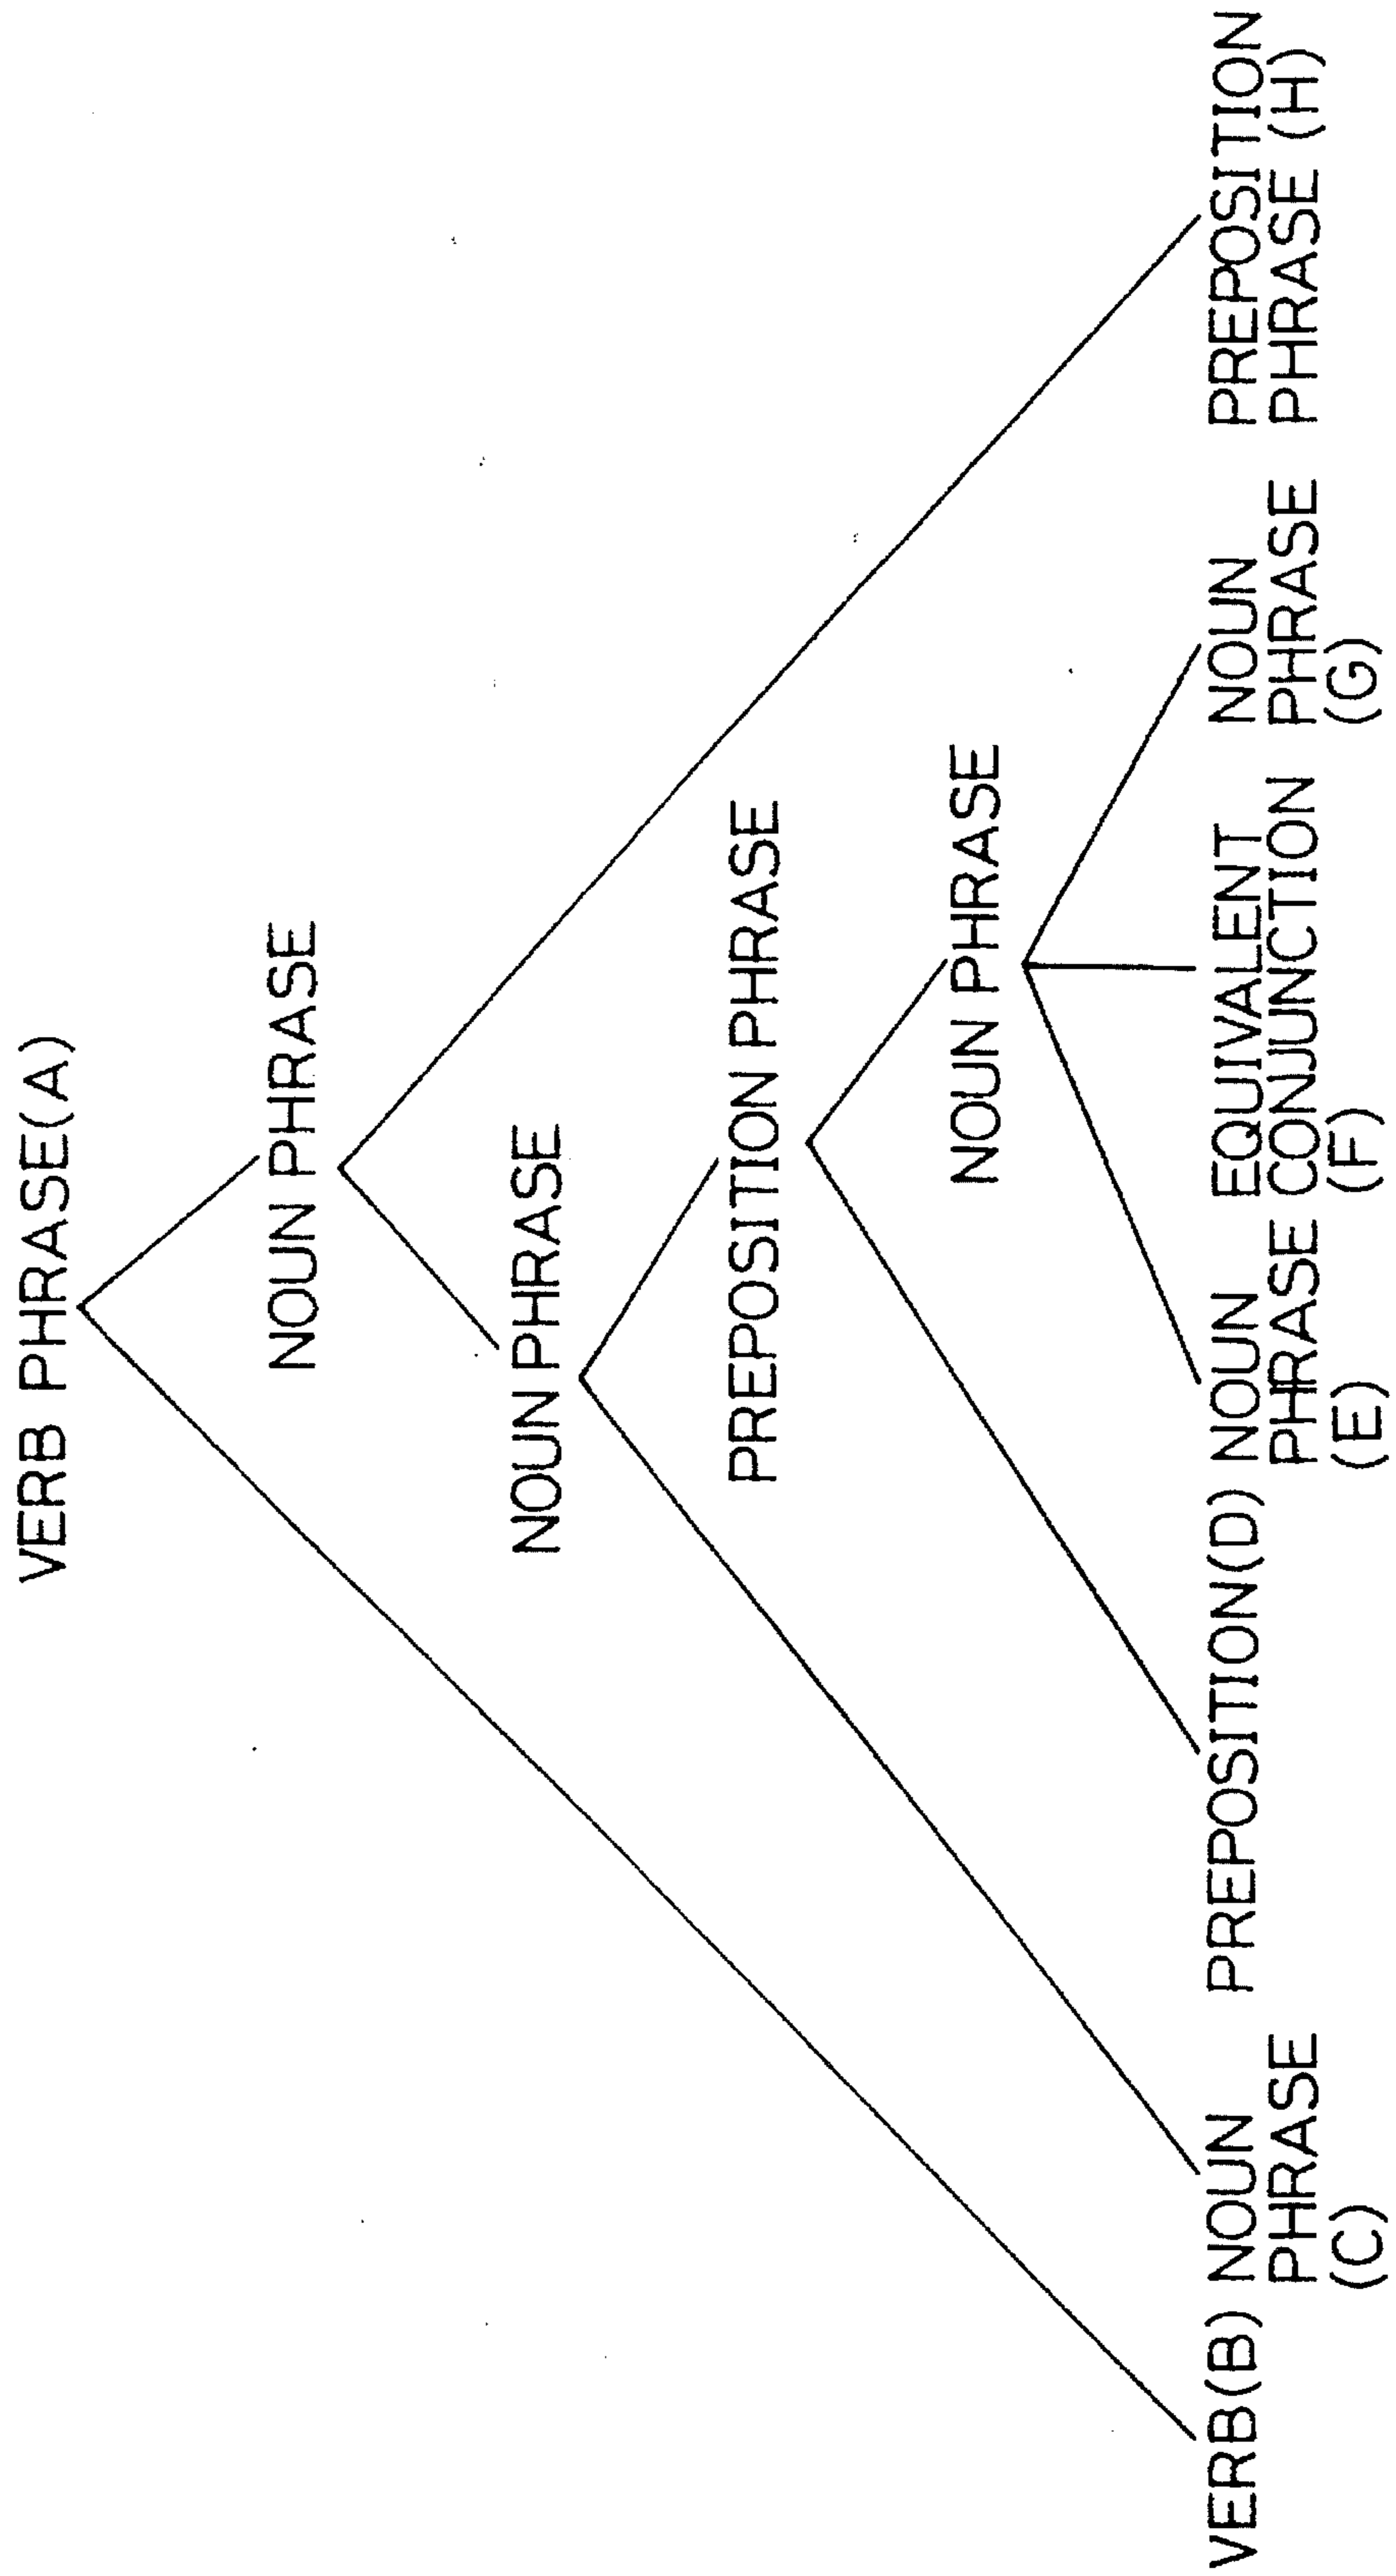 VERB PHRASE(A)
NOUN PHRASE
NOUN PHRASE
PREPOSITION PHRASE
NOUN PHRASE
VERB(B)
NOUN
PHRASE
(C)
PREPOSITION(D)
NOUN
PHRASE
(E)
EQUIVALENT
CONJUNCTION
(F)
NOUN
PHRASE
(G)
PREPOSITION
PHRASE (H)